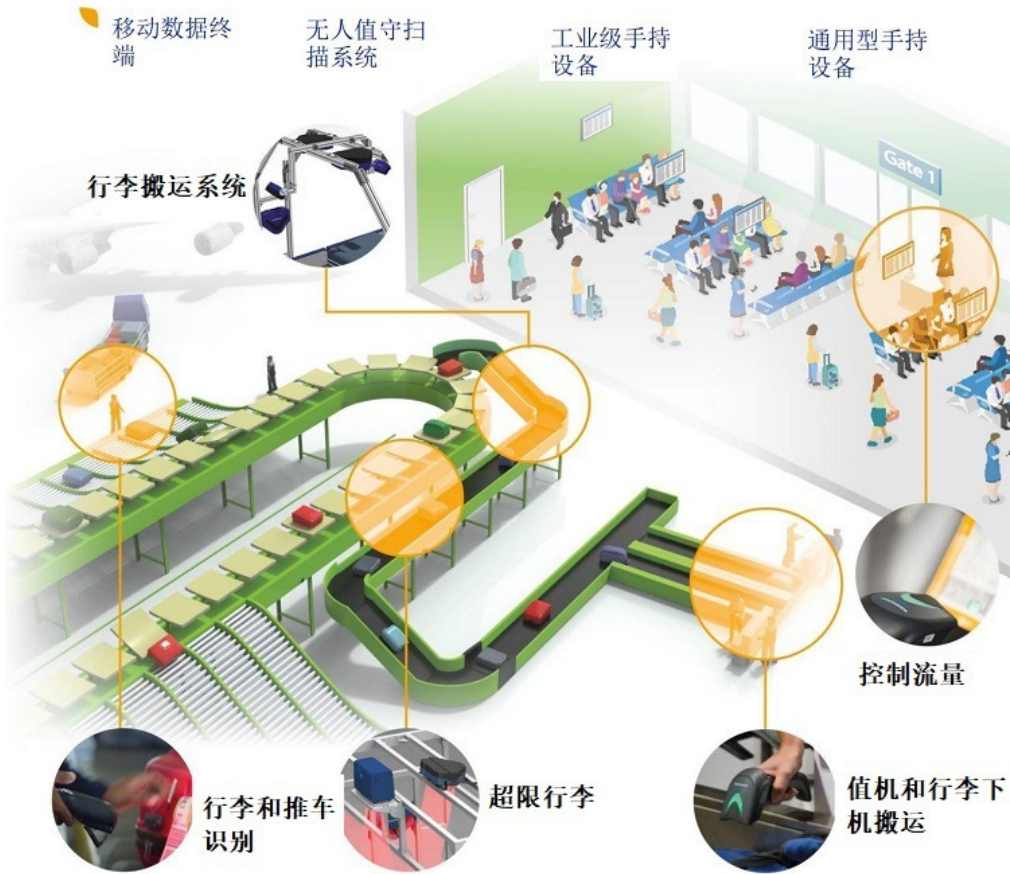 移动数据终
端
无人值守扫
描系统
工业级手持
设备
通用型手持
设备
行李搬运系统
Gate 1
控制流量
行李和推车
识别
超限行李
值机和行李下
机搬运